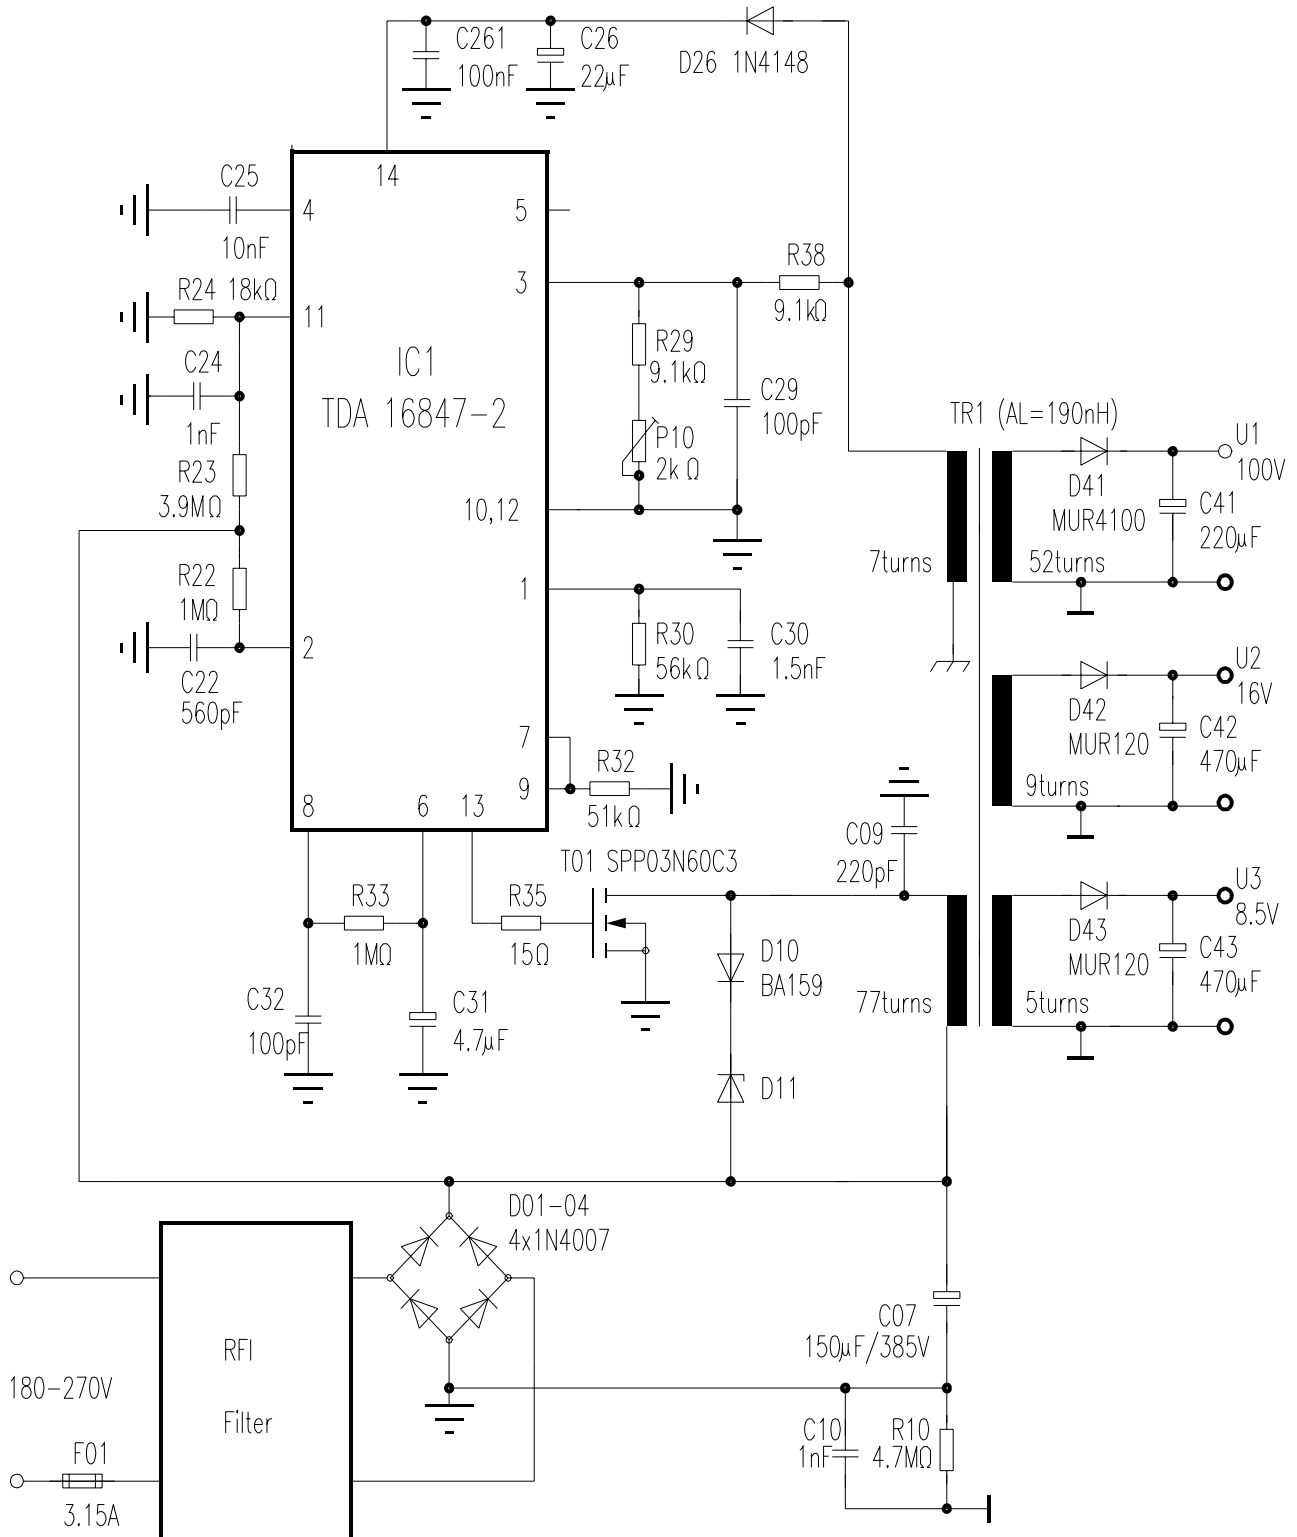 C261
100nF
C26
22µF
D26 1N4148
14
C25
4
10nF
5
R24 18kΩ
11
3
R38
9.1kΩ
C24
1nF
IC1
TDA 16847-2
R29
9.1kΩ
C29
100pF
P10
2kΩ
R23
3.9MΩ
10,12
TR1 (AL=190nH)
U1
100V
D41
MUR4100
C41
220µF
7turns
52turns
R22
1MΩ
1
2
C22
560pF
R30
56kΩ
C30
1.5nF
U2
16V
D42
MUR120
C42
470µF
9turns
7
9
R32
51kΩ
8
6
13
C09
220pF
T01 SPP03N60C3
R33
1MΩ
R35
15Ω
U3
8.5V
D43
MUR120
C43
470µF
77turns
5turns
D10
BA159
C32
100pF
C31
4.7µF
D11
D01-04
4x1N4007
C07
150µF/385V
RFI
Filter
180-270V
F01
3.15A
C10
1nF
R10
4.7MΩ